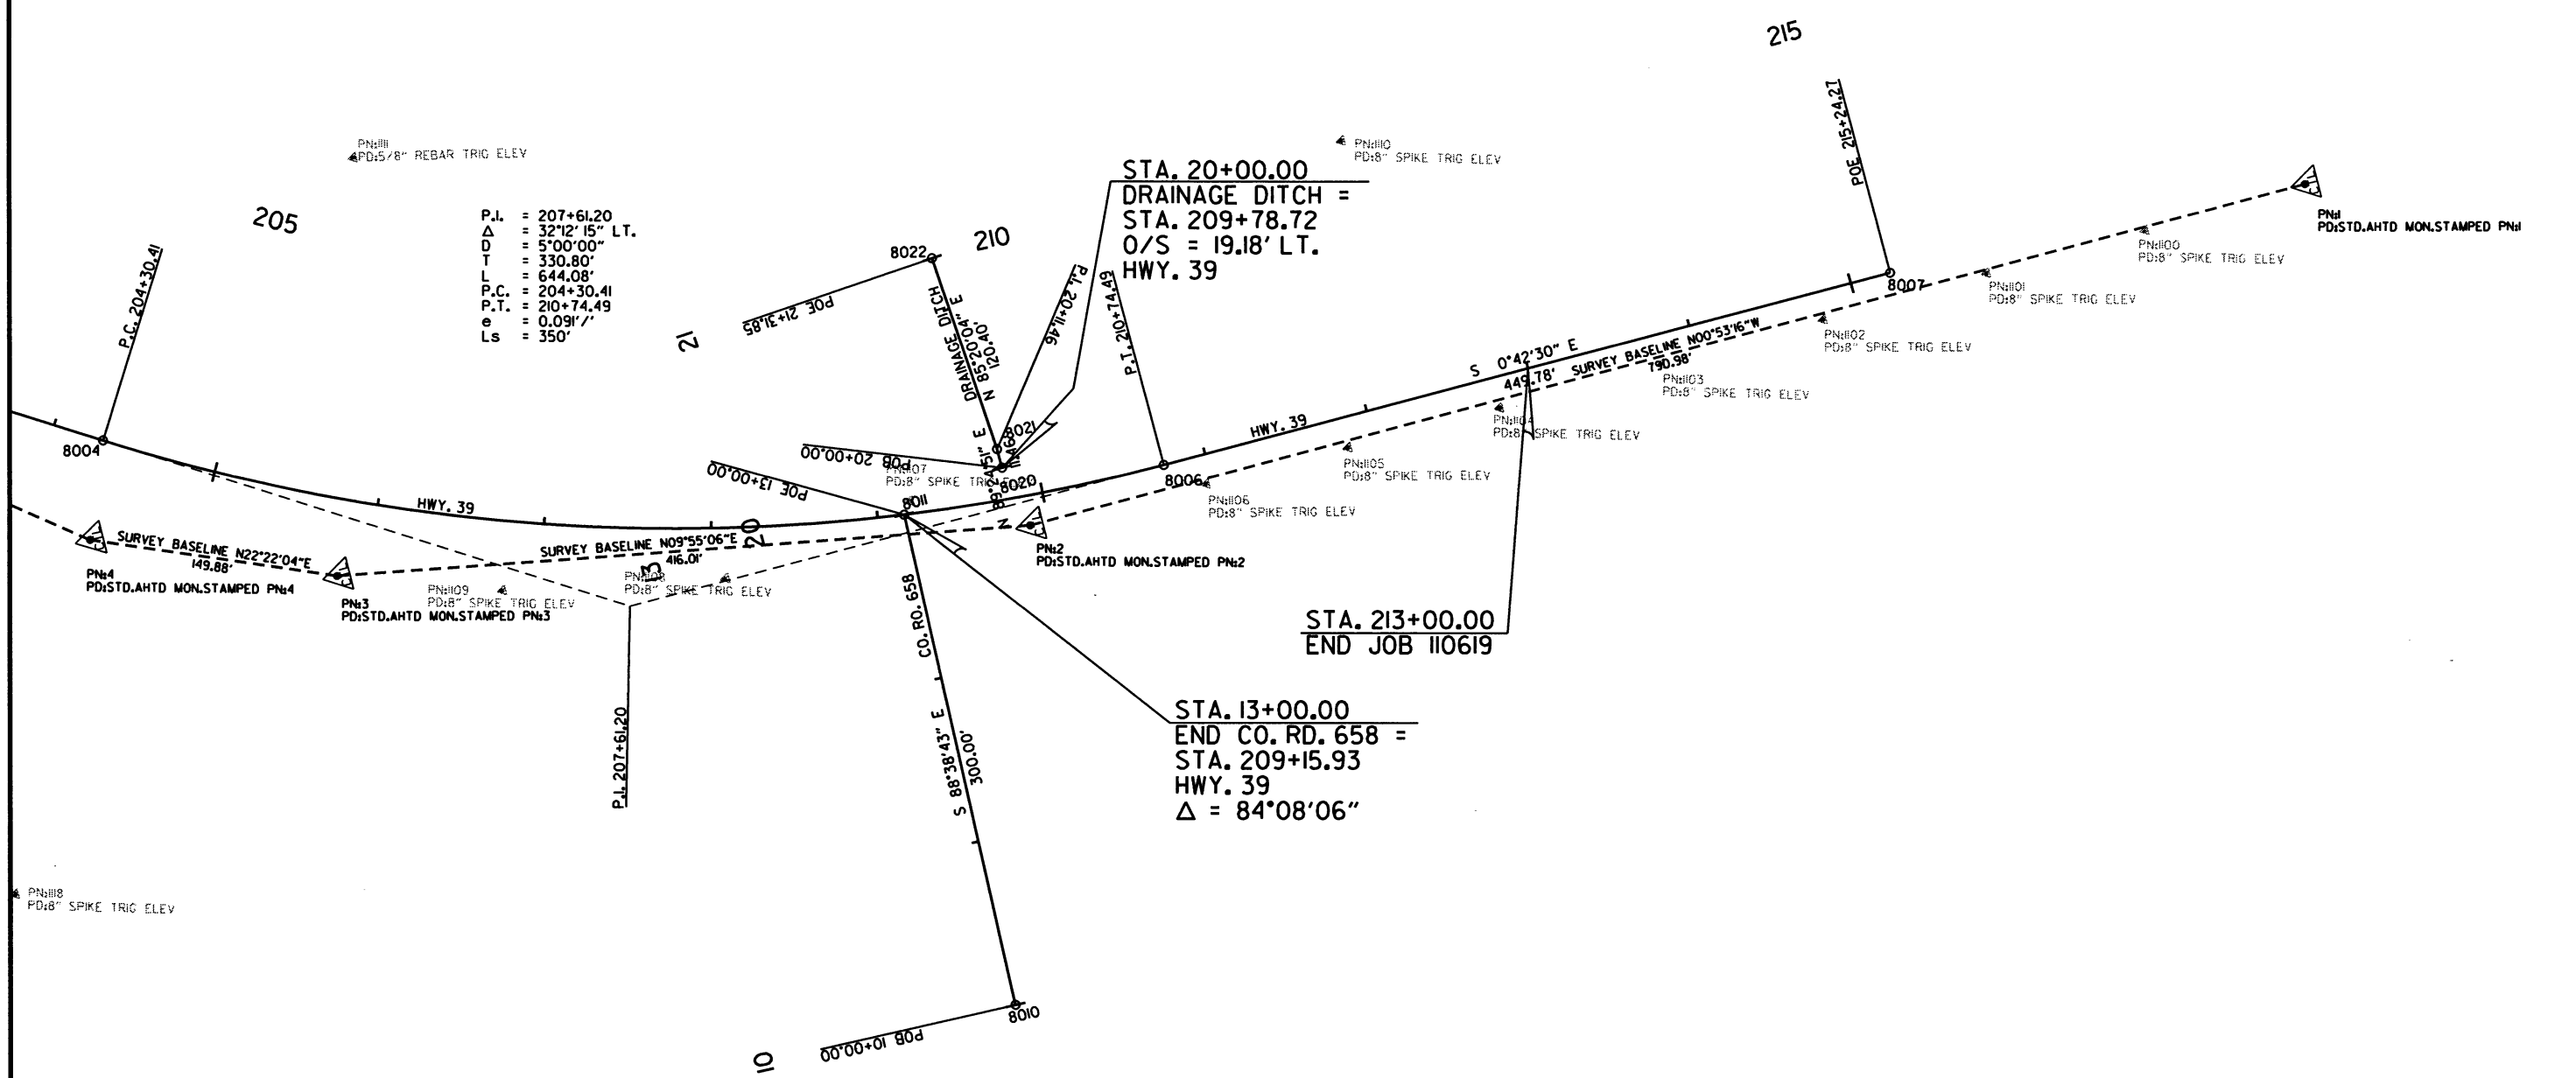 215
POE 215+24.27
PN:1111
PD:5/8" REBAR TRIG ELEV
PN:1110
PD:8" SPIKE TRIG ELEV
STA. 20+00.00
DRAINAGE DITCH =
STA. 209+78.72
O/S = 19.18' LT.
HWY. 39
PN:1
PD:STD.AHTD MON.STAMPED PN:1
205
P.I. = 207+61.20
Δ = 32°12'15" LT.
D = 5°00'00"
T = 330.80'
L = 644.08'
P.C. = 204+30.41
P.T. = 210+74.49
e = 0.091'/'
Ls = 350'
P.C. 204+30.41
8022
210
POE 21+31.85
21
DRAINAGE DITCH
N 85°20'04" E
120.40'
P.I. 20+11.46
P.T. 210+74.49
PN:1100
PD:8" SPIKE TRIG ELEV
8007
PN:1101
PD:8" SPIKE TRIG ELEV
PN:1102
PD:8" SPIKE TRIG ELEV
S 0°42'30" E
449.78'
SURVEY BASELINE N00°53'16"W
790.98'
PN:1103
PD:8" SPIKE TRIG ELEV
PN:1104
PD:8" SPIKE TRIG ELEV
HWY. 39
PN:1105
PD:8" SPIKE TRIG ELEV
8004
8021
11.46'
POB 20+00.00
POE 13+00.00
PN:1107
PD:8" SPIKE TRIG ELEV
8020
8006
PN:1106
PD:8" SPIKE TRIG ELEV
8011
HWY. 39
SURVEY BASELINE N22°22'04"E
149.88'
SURVEY BASELINE N09°55'06"E
416.01'
20
13
PN:4
PD:STD.AHTD MON.STAMPED PN:4
PN:3
PD:STD.AHTD MON.STAMPED PN:3
PN:1109
PD:8" SPIKE TRIG ELEV
PN:1108
PD:8" SPIKE TRIG ELEV
PN:2
PD:STD.AHTD MON.STAMPED PN:2
CO. RD. 658
STA. 213+00.00
END JOB 110619
P.I. 207+61.20
S 88°38'43" E
300.00'
STA. 13+00.00
END CO. RD. 658 =
STA. 209+15.93
HWY. 39
Δ = 84°08'06"
PN:1118
PD:8" SPIKE TRIG ELEV
8010
POB 10+00.00
10